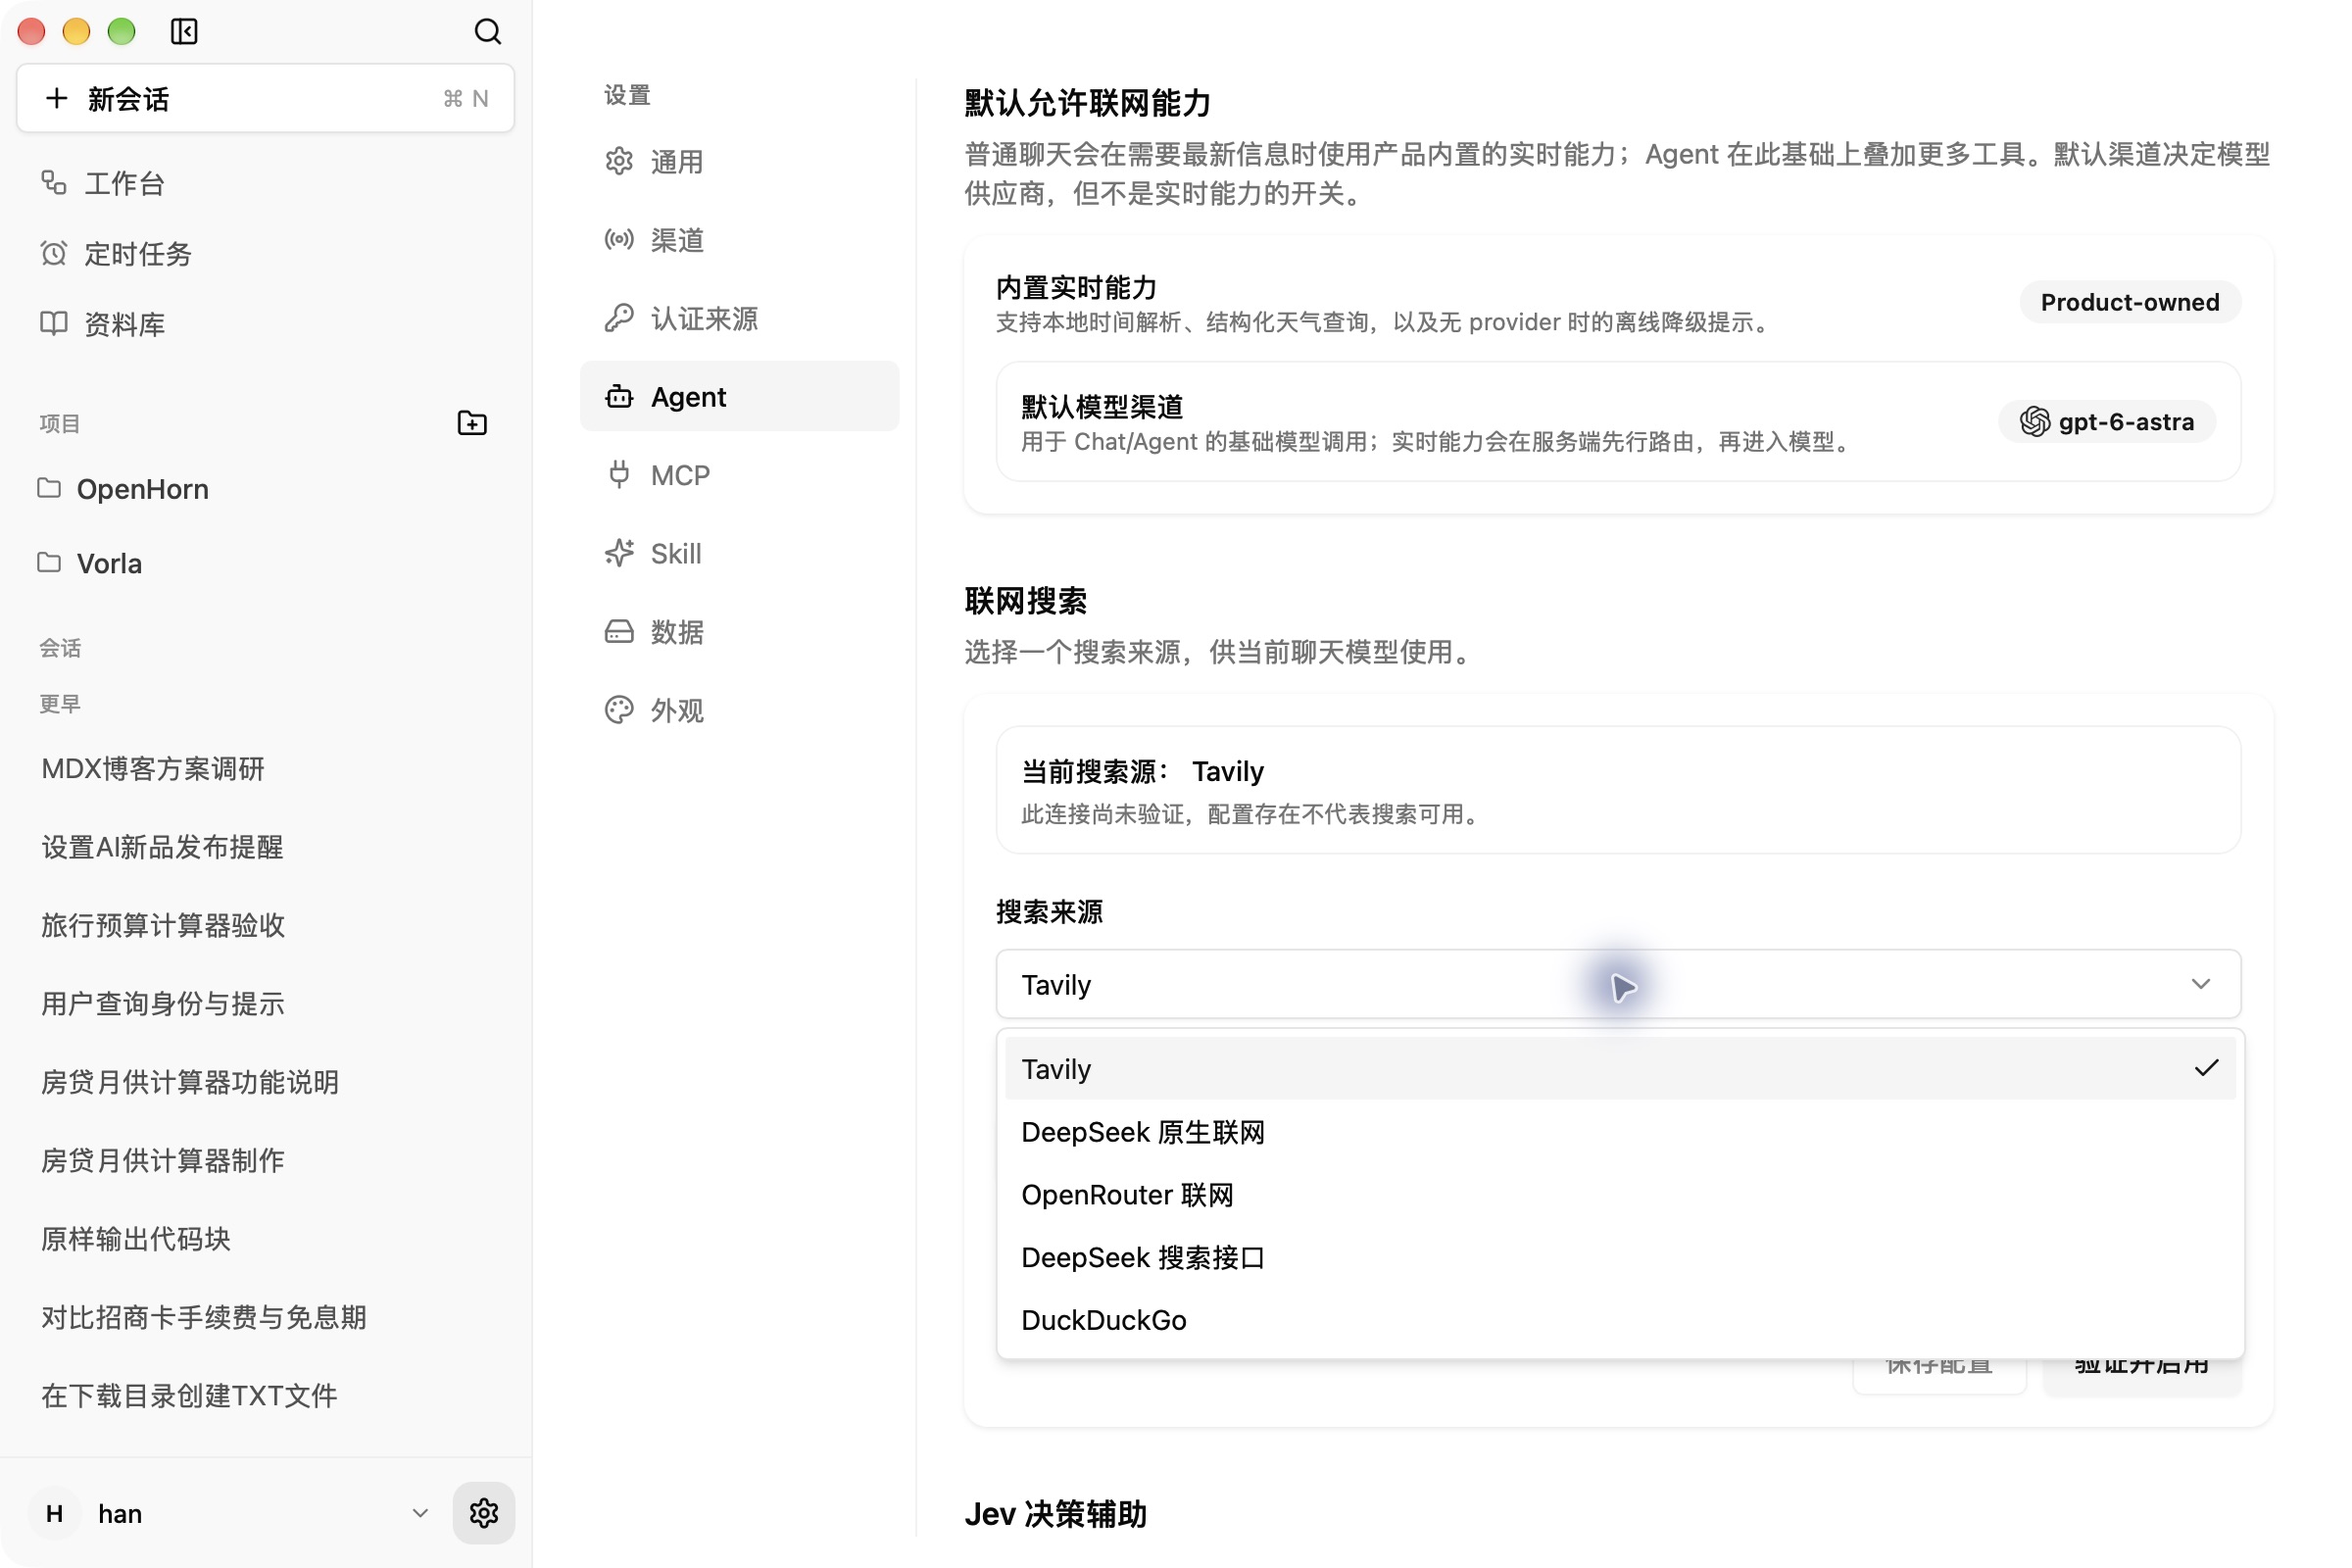 新会话
⌘ N
工作台
定时任务
资料库
项目
OpenHorn
Vorla
会话
更早
MDX博客方案调研
设置AI新品发布提醒
旅行预算计算器验收
用户查询身份与提示
房贷月供计算器功能说明
房贷月供计算器制作
原样输出代码块
对比招商卡手续费与免息期
在下载目录创建TXT文件
H
han
设置
通用
渠道
认证来源
Agent
MCP
Skill
数据
外观
默认允许联网能力
普通聊天会在需要最新信息时使用产品内置的实时能力；Agent 在此基础上叠加更多工具。默认渠道决定模型
供应商，但不是实时能力的开关。
内置实时能力
支持本地时间解析、结构化天气查询，以及无 provider 时的离线降级提示。
Product-owned
默认模型渠道
用于 Chat/Agent 的基础模型调用；实时能力会在服务端先行路由，再进入模型。
gpt-6-astra
联网搜索
选择一个搜索来源，供当前聊天模型使用。
当前搜索源： Tavily
此连接尚未验证，配置存在不代表搜索可用。
搜索来源
Tavily
Tavily
DeepSeek 原生联网
OpenRouter 联网
DeepSeek 搜索接口
DuckDuckGo
保存配置
验证并启用
Jev 决策辅助